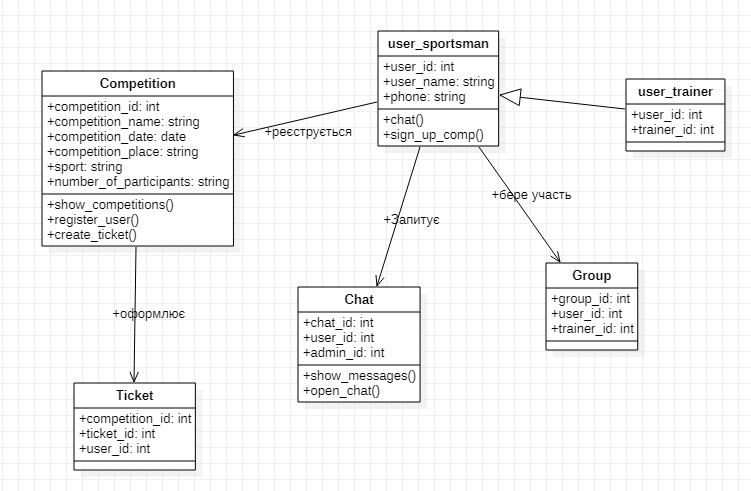 user_sportsman
+user_id: int
+user_name: string
+phone: string
+chat()
+sign_up_comp()
Competition
+competition_id: int
+competition_name: string
+competition_date: date
+competition_place: string
+sport: string
+number_of_participants: string
+show_competitions()
+register_user()
+create_ticket()
user_trainer
+user_id: int
+trainer_id: int
+реєструється
+Запитує
+бере участь
Group
+group_id: int
+user_id: int
+trainer_id: int
Chat
+chat_id: int
+user_id: int
+admin_id: int
+show_messages()
+open_chat()
+оформлює
Ticket
+competition_id: int
+ticket_id: int
+user_id: int